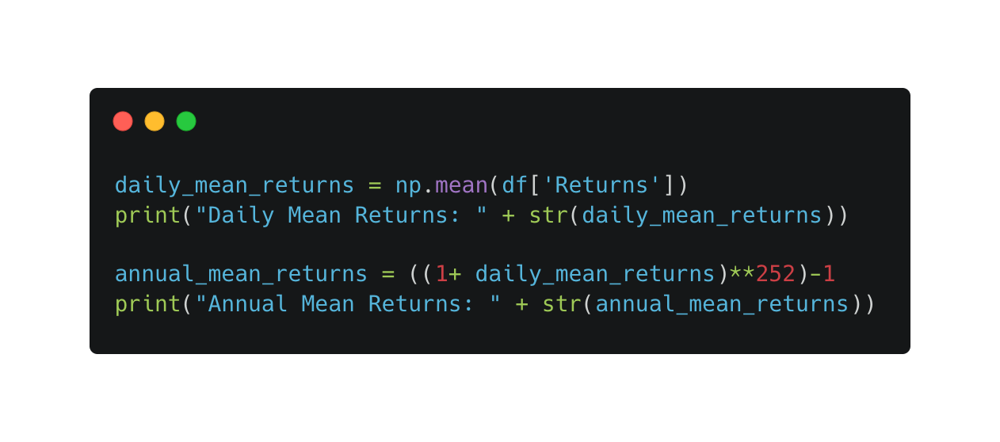 daily_mean_returns = np.mean(df['Returns'])
print("Daily Mean Returns: " + str(daily_mean_returns))
annual_mean_returns = ((1+ daily_mean_returns)**252)-1
print("Annual Mean Returns: " + str(annual_mean_returns))